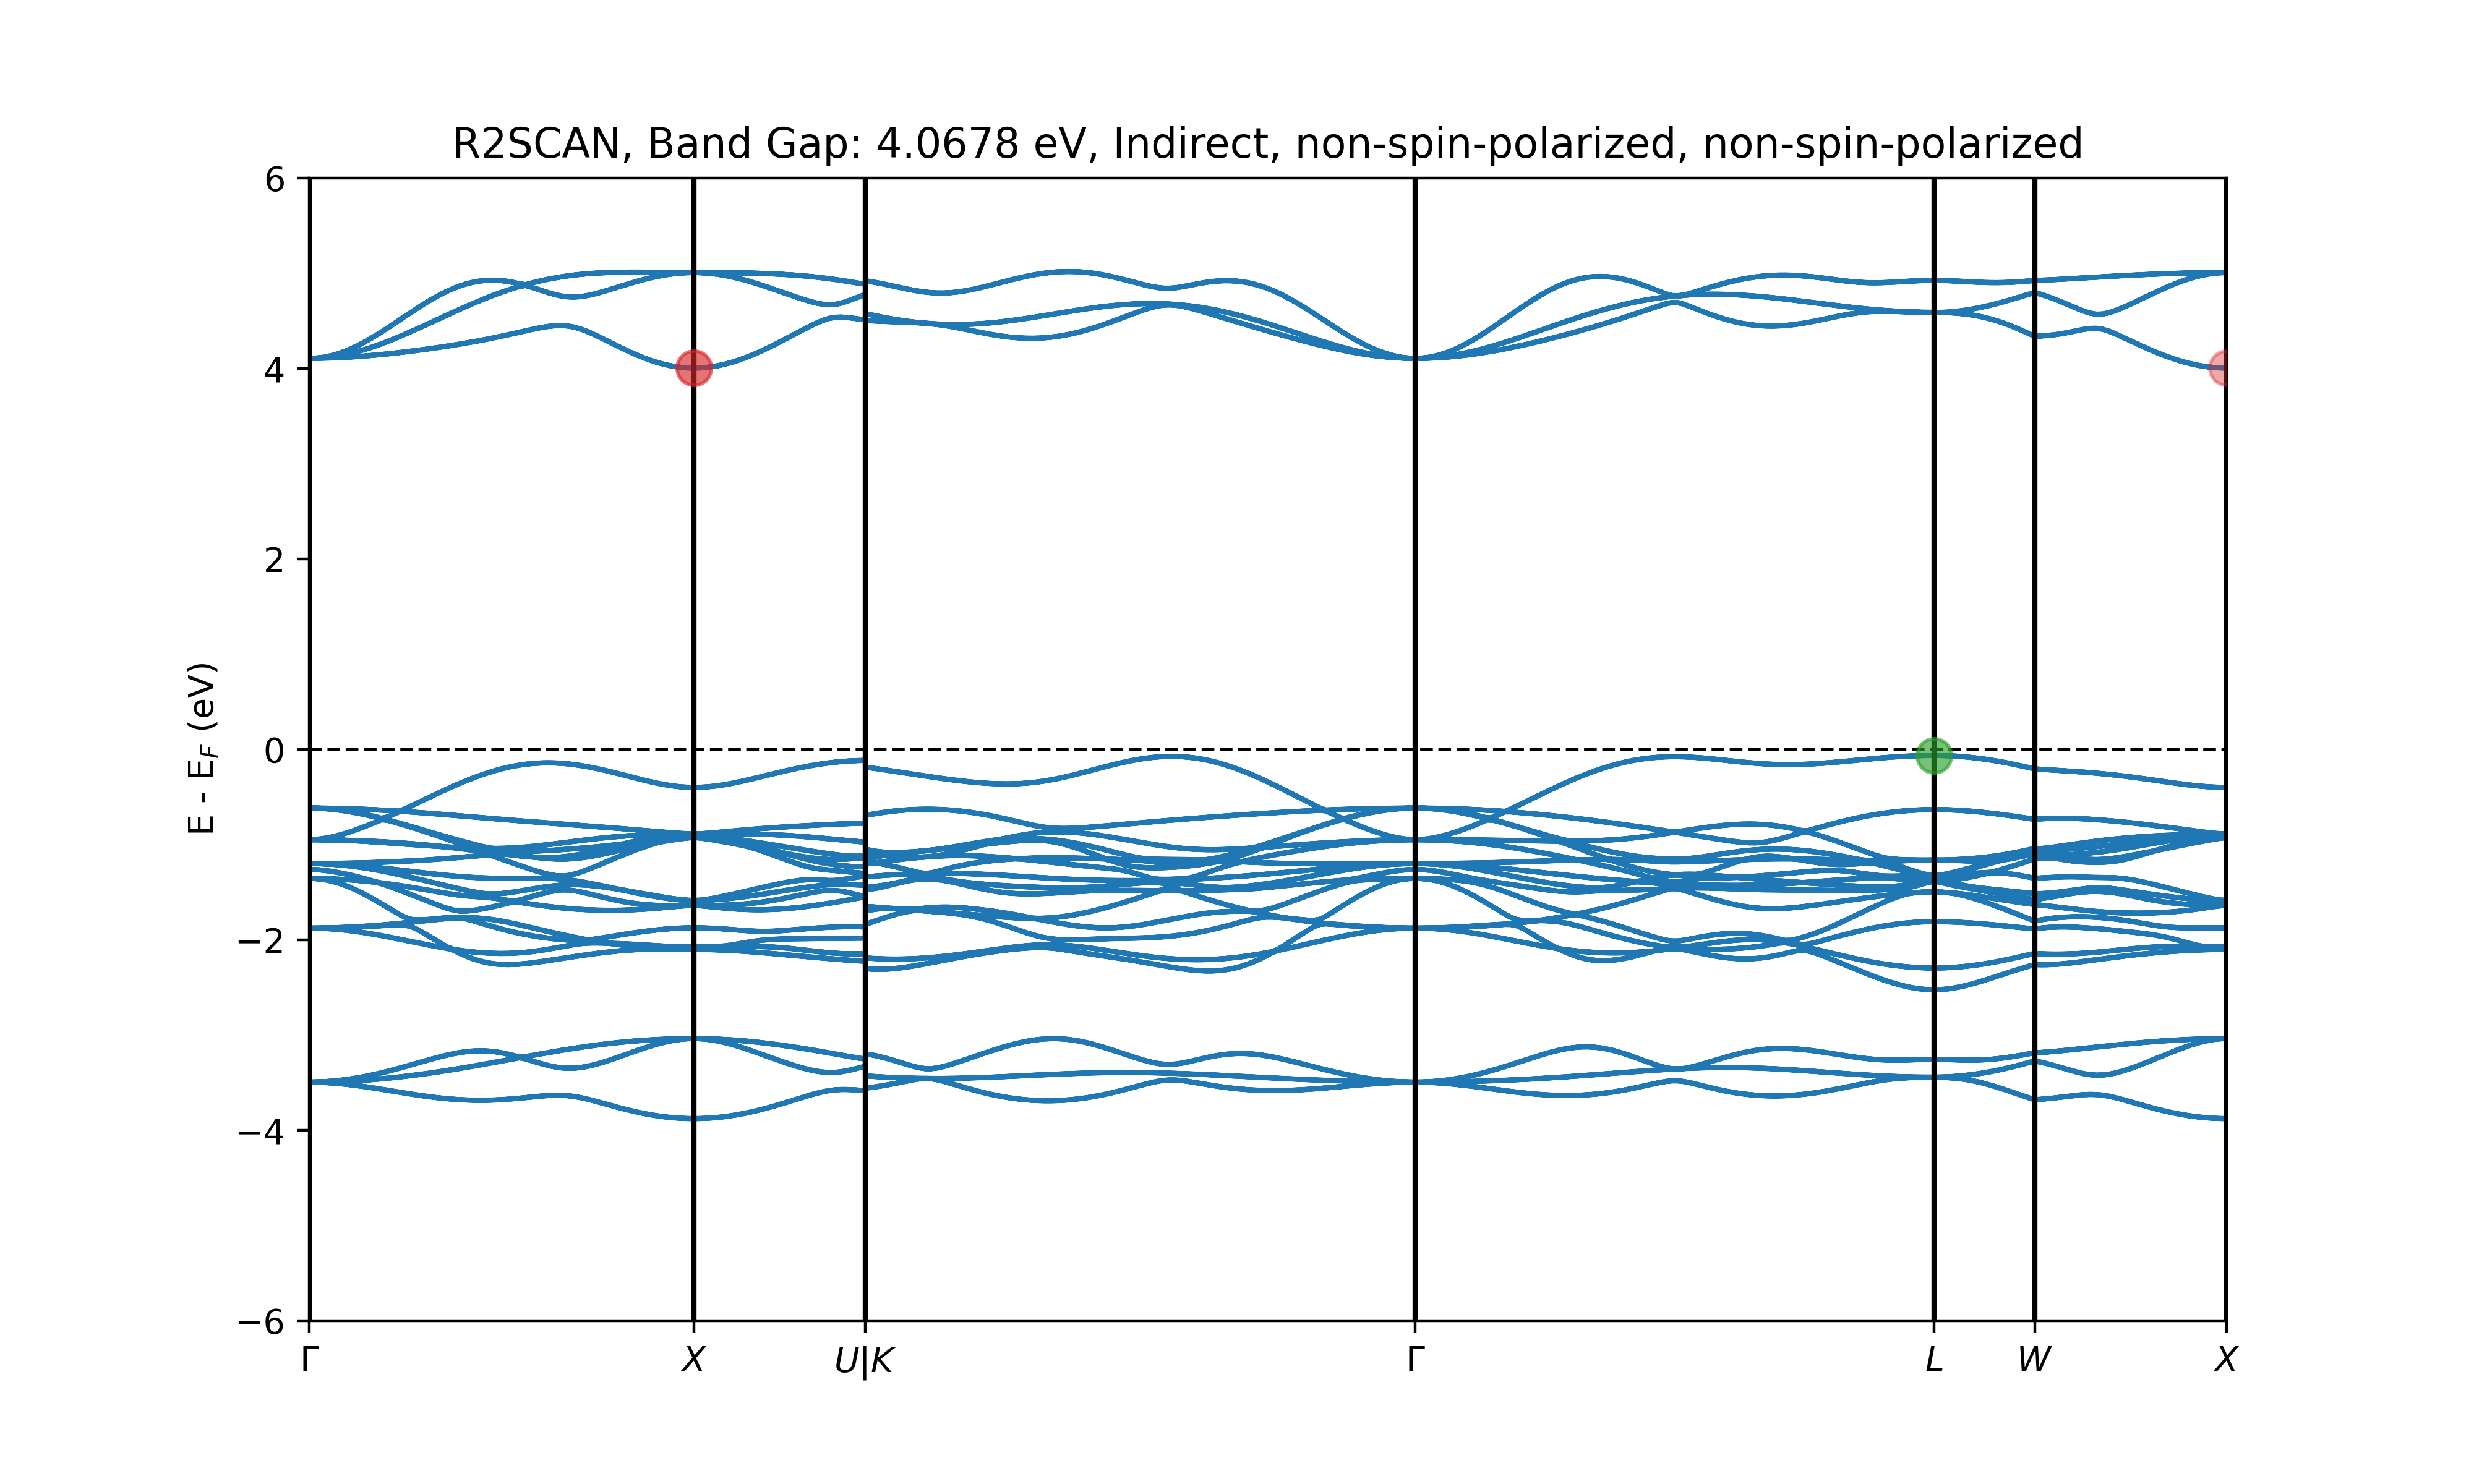 R2SCAN, Band Gap: 4.0678 eV, Indirect, non-spin-polarized, non-spin-polarized
6
4
2
0
−2
−4
−6
E - E_F (eV)
Γ X U|K Γ L W X